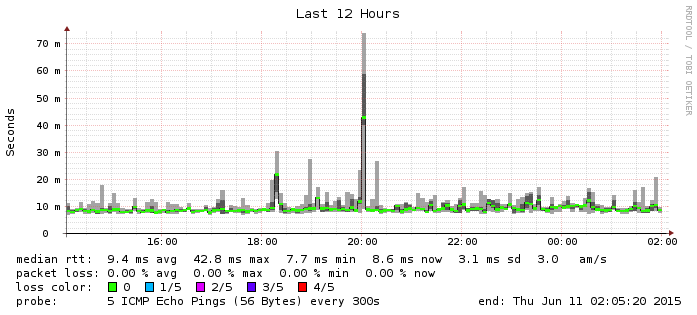 Last 12 Hours
RRDTOOL / TOBI OETIKER
Seconds
70 m
60 m
50 m
40 m
30 m
20 m
10 m
0
16:00 18:00 20:00 22:00 00:00 02:00
median rtt: 9.4 ms avg 42.8 ms max 7.7 ms min 8.6 ms now 3.1 ms sd 3.0 am/s
packet loss: 0.00 % avg 0.00 % max 0.00 % min 0.00 % now
loss color: 0 1/5 2/5 3/5 4/5
probe: 5 ICMP Echo Pings (56 Bytes) every 300s end: Thu Jun 11 02:05:20 2015